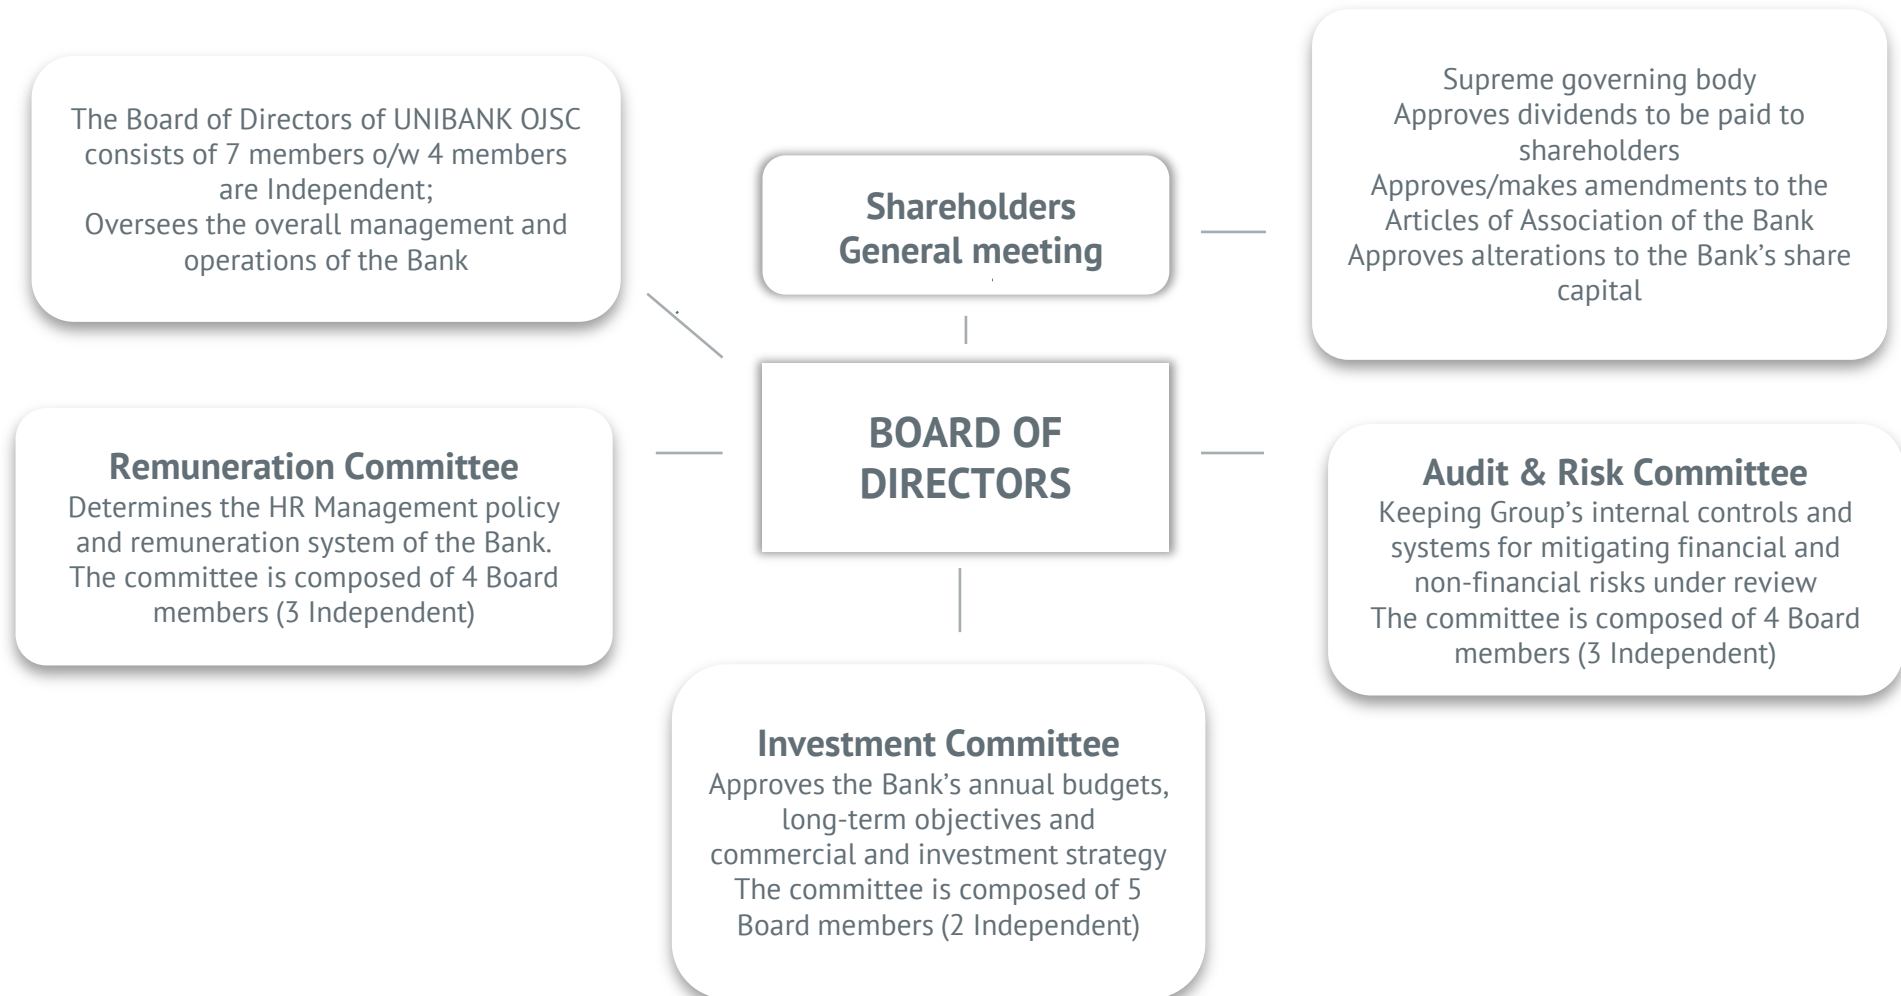 The Board of Directors of UNIBANK OJSC
consists of 7 members o/w 4 members
are Independent;
Oversees the overall management and
operations of the Bank
Shareholders
General meeting
Supreme governing body
Approves dividends to be paid to
shareholders
Approves/makes amendments to the
Articles of Association of the Bank
Approves alterations to the Bank’s share
capital
BOARD OF
DIRECTORS
Remuneration Committee
Determines the HR Management policy
and remuneration system of the Bank.
The committee is composed of 4 Board
members (3 Independent)
Audit & Risk Committee
Keeping Group’s internal controls and
systems for mitigating financial and
non-financial risks under review
The committee is composed of 4 Board
members (3 Independent)
Investment Committee
Approves the Bank’s annual budgets,
long-term objectives and
commercial and investment strategy
The committee is composed of 5
Board members (2 Independent)